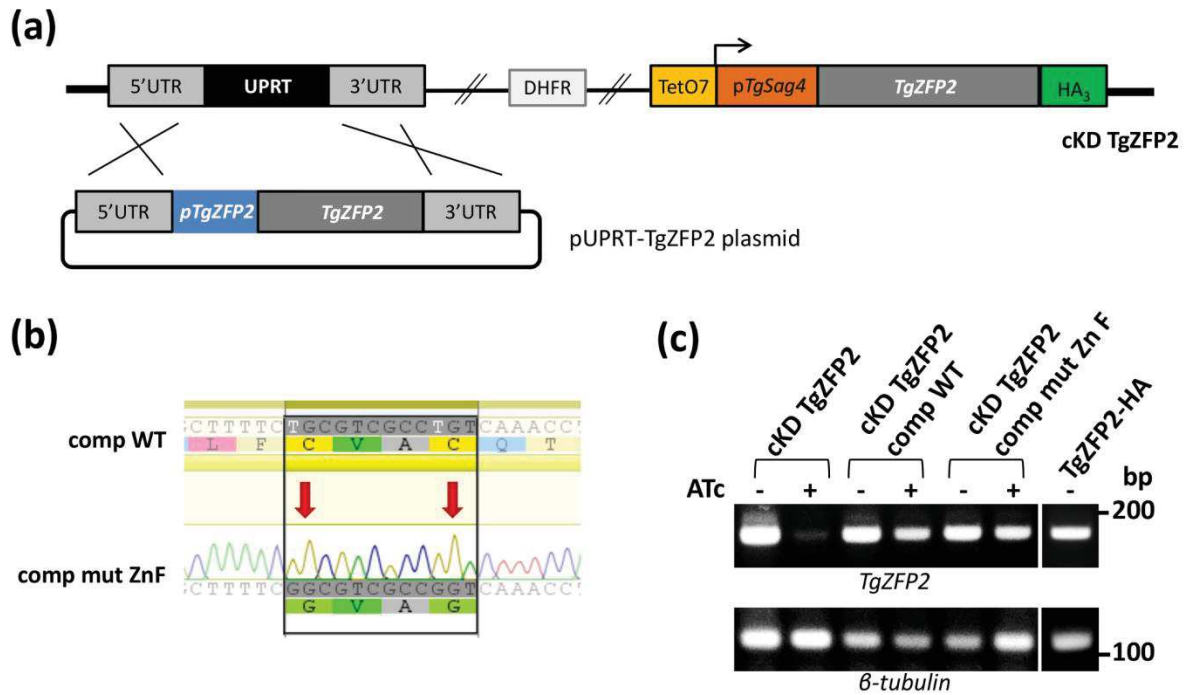 (a)
5’UTR UPRT 3’UTR DHFR TetO7 pTgSag4 TgZFP2 HA3
cKD TgZFP2
5’UTR pTgZFP2 TgZFP2 3’UTR
pUPRT-TgZFP2 plasmid
(b)
comp WT
GCTTTTCTGCGTCGCCTGTCAAACCT
L F C V A C Q T
comp mut ZnF
GCTTTTCGGCGTCGCCGGTCAAACCT
G V A G
(c)
cKD TgZFP2
cKD TgZFP2
comp WT
cKD TgZFP2
comp mut Zn F
TgZFP2-HA
ATc - + - + - + - bp
200
TgZFP2
100
β-tubulin